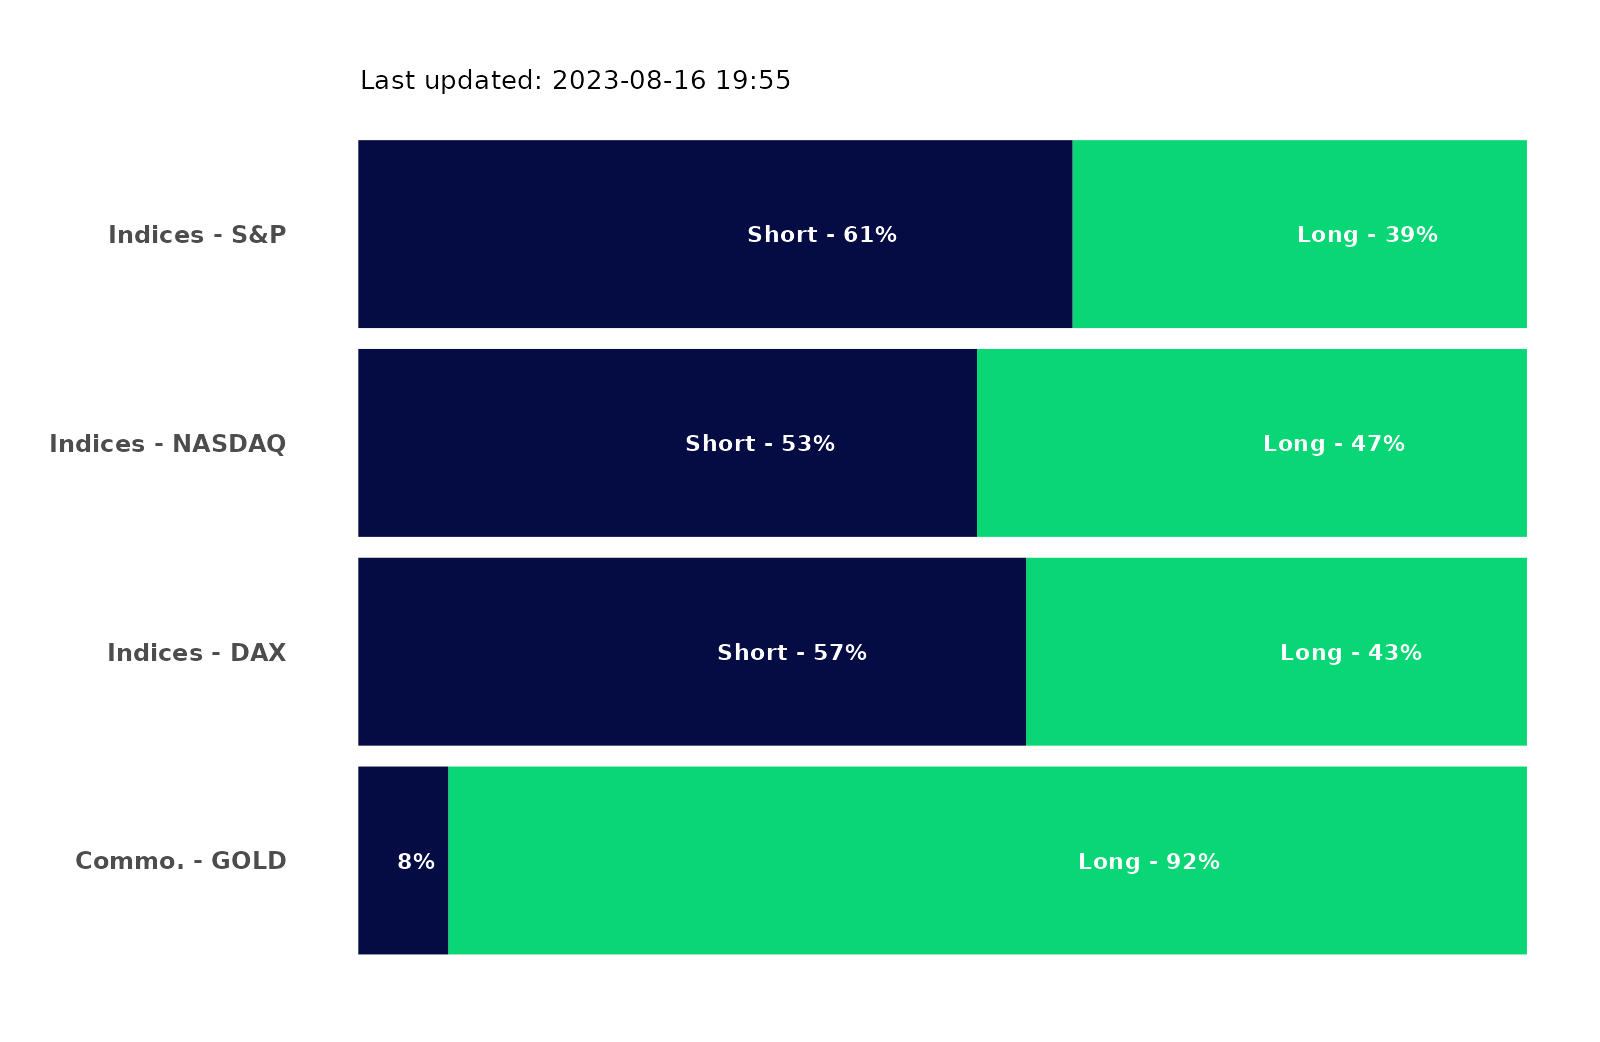 Last updated: 2023-08-16 19:55
Indices - S&P Short - 61% Long - 39%
Indices - NASDAQ Short - 53% Long - 47%
Indices - DAX Short - 57% Long - 43%
Commo. - GOLD 8% Long - 92%